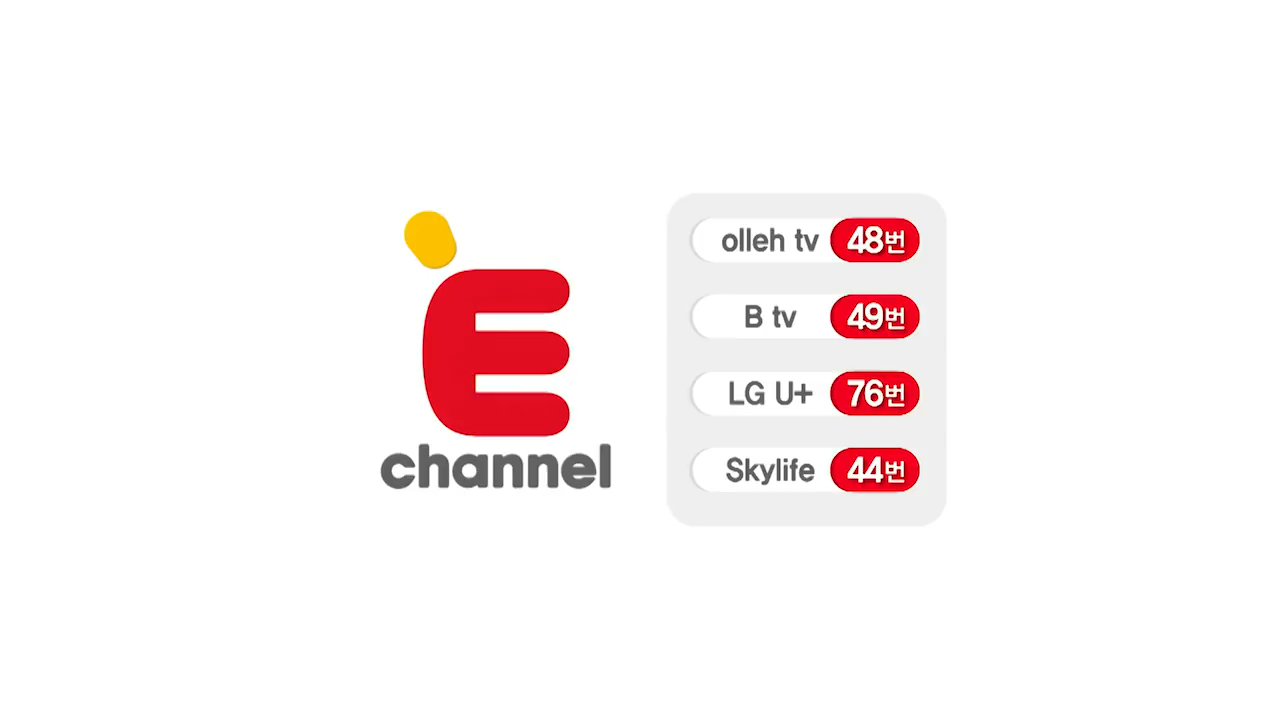 E
channel
olleh tv 48번
B tv 49번
LG U+ 76번
Skylife 44번